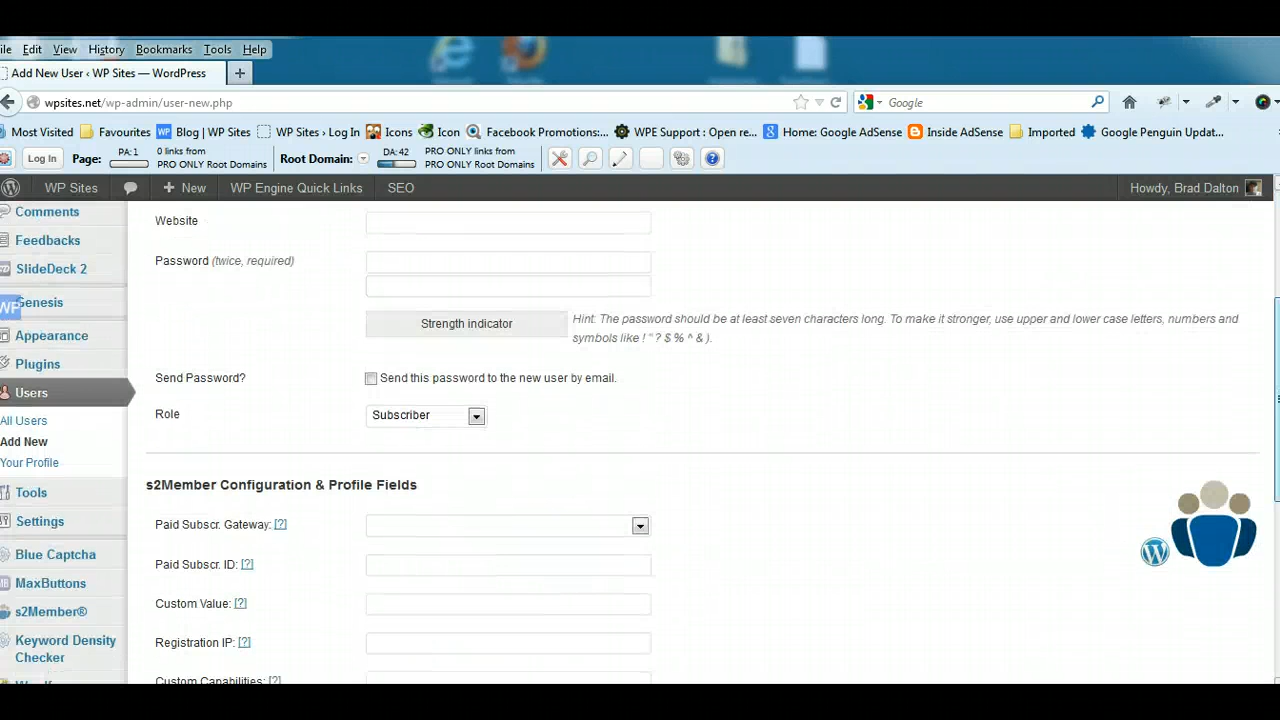 ile Edit View History Bookmarks Tools Help
Add New User ‹ WP Sites — WordPress +
wpsites.net/wp-admin/user-new.php Google
Most Visited Favourites Blog | WP Sites WP Sites › Log In Icons Icon Facebook Promotions:... WPE Support : Open re... Home: Google AdSense Inside AdSense Imported Google Penguin Updat...
Log In Page: PA: 1 0 links from Root Domain: DA: 42 PRO ONLY links from
PRO ONLY Root Domains PRO ONLY Root Domains
WP Sites + New WP Engine Quick Links SEO Howdy, Brad Dalton
Comments
Feedbacks
SlideDeck 2
Genesis
Appearance
Plugins
Users
All Users
Add New
Your Profile
Tools
Settings
Blue Captcha
MaxButtons
s2Member®
Keyword Density
Checker
Website
Password (twice, required)
Strength indicator
Hint: The password should be at least seven characters long. To make it stronger, use upper and lower case letters, numbers and
symbols like ! " ? $ % ^ & ).
Send Password? Send this password to the new user by email.
Role Subscriber
s2Member Configuration & Profile Fields
Paid Subscr. Gateway: [?]
Paid Subscr. ID: [?]
Custom Value: [?]
Registration IP: [?]
Custom Capabilities: [?]